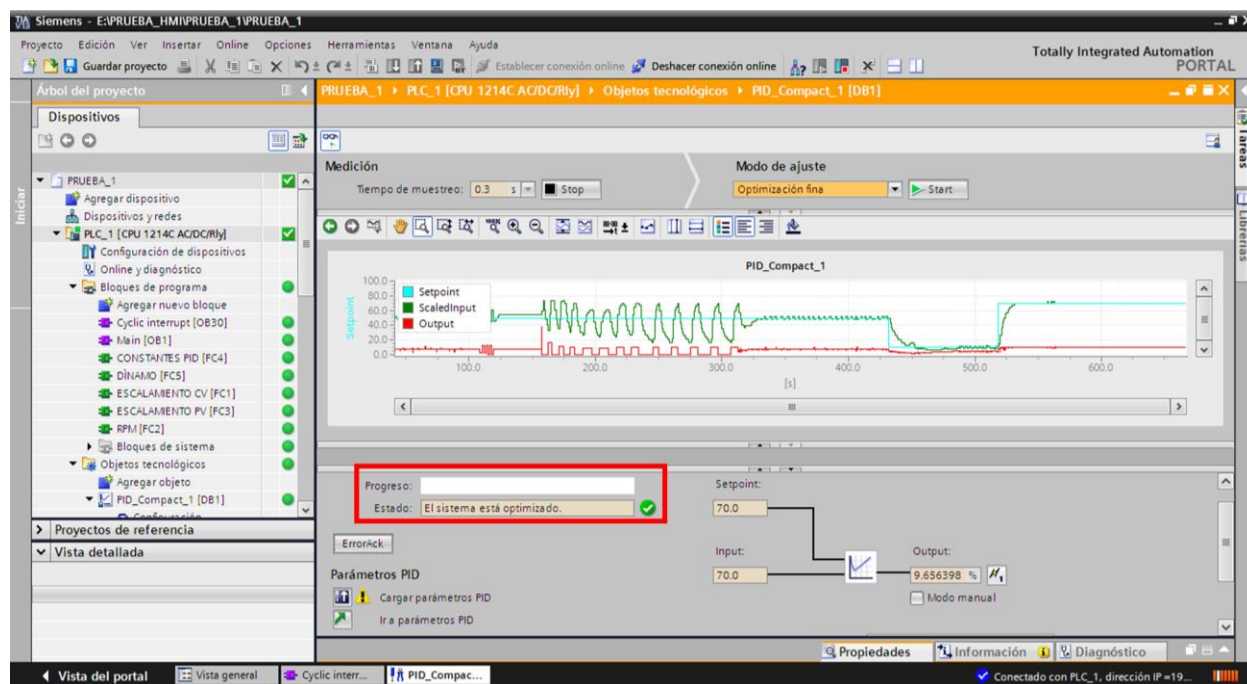 Siemens - E:\PRUEBA_HMI\PRUEBA_1\PRUEBA_1
Proyecto Edición Ver Insertar Online Opciones Herramientas Ventana Ayuda
Totally Integrated Automation
PORTAL
Guardar proyecto
Establecer conexión online
Deshacer conexión online
Árbol del proyecto
PRUEBA_1 PLC_1 [CPU 1214C AC/DC/Rly] Objetos tecnológicos PID_Compact_1 [DB1]
Dispositivos
Iniciar
Tareas
Librerías
Medición
Tiempo de muestreo: 0.3 s Stop
Modo de ajuste
Optimización fina Start
PRUEBA_1
Agregar dispositivo
Dispositivos y redes
PLC_1 [CPU 1214C AC/DC/Rly]
Configuración de dispositivos
Online y diagnóstico
Bloques de programa
Agregar nuevo bloque
Cyclic interrupt [OB30]
Main [OB1]
CONSTANTES PID [FC4]
DÍNAMO [FC5]
ESCALAMIENTO CV [FC1]
ESCALAMIENTO PV [FC3]
RPM [FC2]
Bloques de sistema
Objetos tecnológicos
Agregar objeto
PID_Compact_1 [DB1]
Configuración
Proyectos de referencia
Vista detallada
PID_Compact_1
Setpoint
100.0
80.0
60.0
40.0
20.0
0.0
Setpoint
ScaledInput
Output
100.0 200.0 300.0 400.0 500.0 600.0
[s]
Progreso:
Estado: El sistema está optimizado.
ErrorAck
Parámetros PID
Cargar parámetros PID
Ir a parámetros PID
Setpoint:
70.0
Input:
70.0
Output:
9.656398 %
Modo manual
Propiedades Información Diagnóstico
Vista del portal Vista general Cyclic interr... PID_Compac...
Conectado con PLC_1, dirección IP =19...